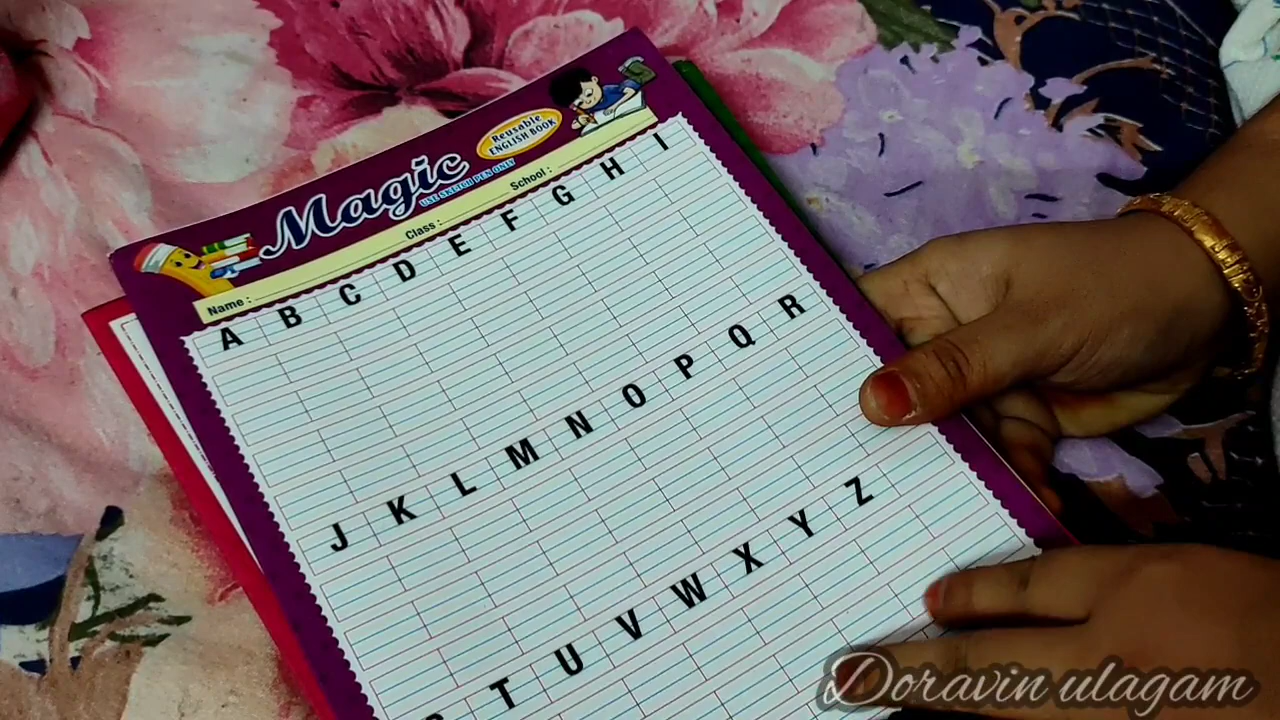 Magic
Reusable
ENGLISH BOOK
USE SKETCH PEN ONLY
Name : Class : School :
A B C D E F G H I
J K L M N O P Q R
T U V W X Y Z
Doravin ulagam